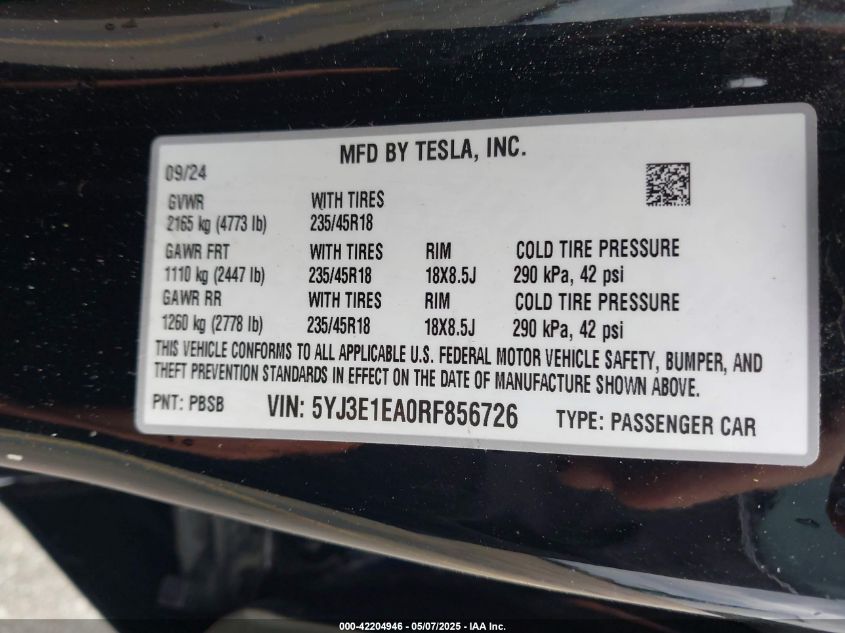 MFD BY TESLA, INC.
09/24
GVWR WITH TIRES
2165 kg (4773 lb) 235/45R18
GAWR FRT WITH TIRES RIM COLD TIRE PRESSURE
1110 kg (2447 lb) 235/45R18 18X8.5J 290 kPa, 42 psi
GAWR RR WITH TIRES RIM COLD TIRE PRESSURE
1260 kg (2778 lb) 235/45R18 18X8.5J 290 kPa, 42 psi
THIS VEHICLE CONFORMS TO ALL APPLICABLE U.S. FEDERAL MOTOR VEHICLE SAFETY, BUMPER, AND
THEFT PREVENTION STANDARDS IN EFFECT ON THE DATE OF MANUFACTURE SHOWN ABOVE.
PNT: PBSB VIN: 5YJ3E1EA0RF856726 TYPE: PASSENGER CAR
000-42204946 - 05/07/2025 - IAA Inc.